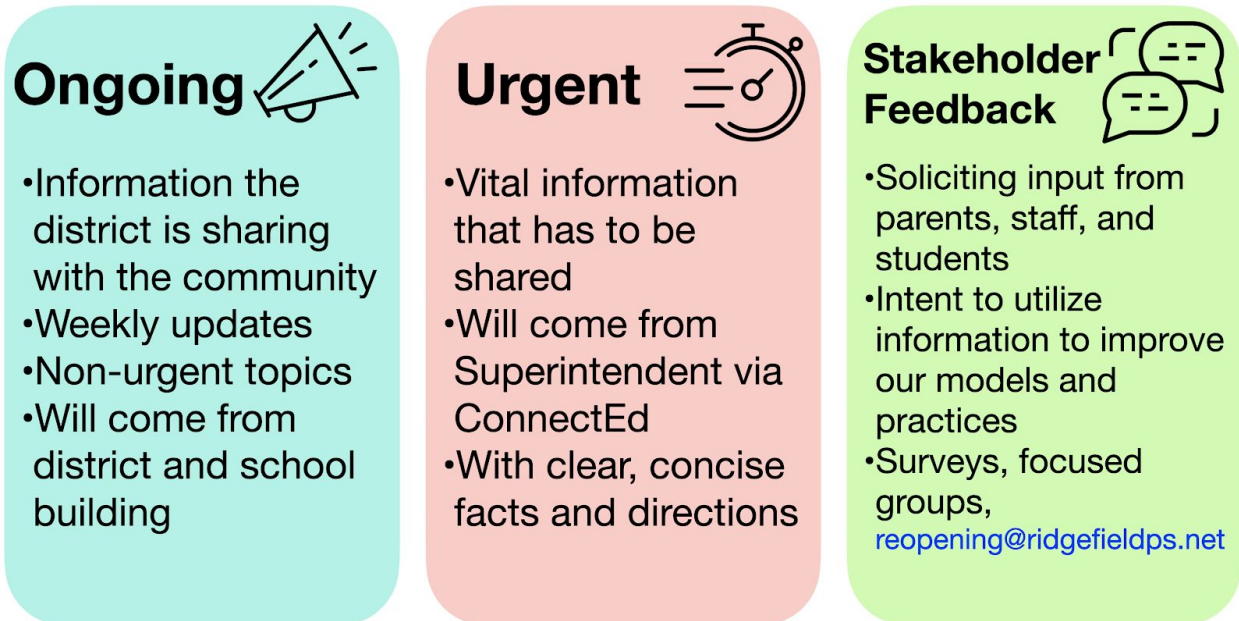 Ongoing
•Information the
district is sharing
with the community
•Weekly updates
•Non-urgent topics
•Will come from
district and school
building
Urgent
•Vital information
that has to be
shared
•Will come from
Superintendent via
ConnectEd
•With clear, concise
facts and directions
Stakeholder
Feedback
•Soliciting input from
parents, staff, and
students
•Intent to utilize
information to improve
our models and
practices
•Surveys, focused
groups,
reopening@ridgefieldps.net